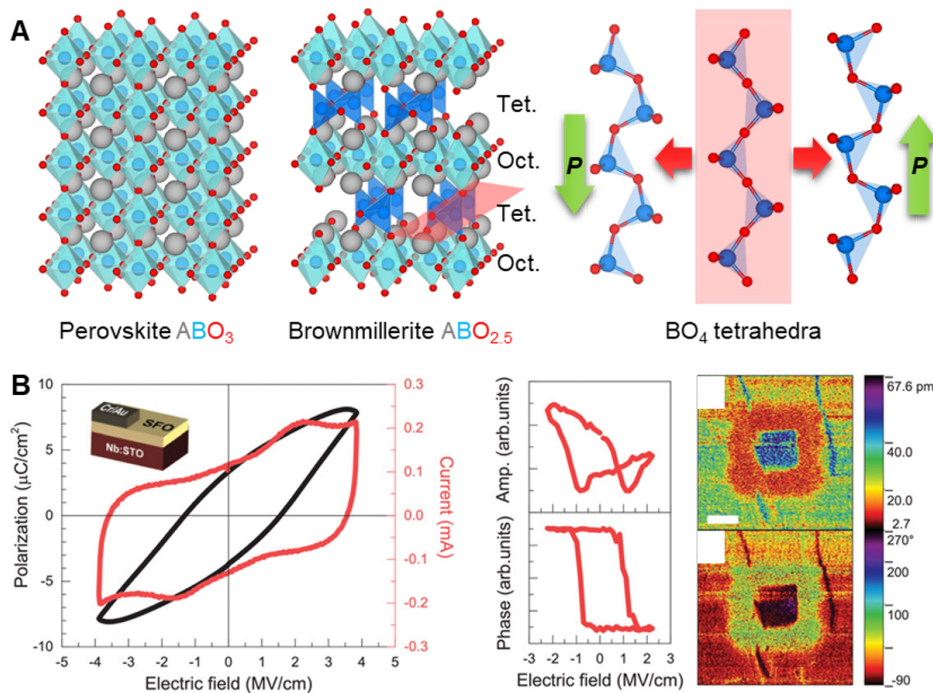 A
Tet.
Oct.
Tet.
Oct.
P
P
Perovskite ABO3
Brownmillerite ABO2.5
BO4 tetrahedra
B
Polarization (µC/cm2)
10
5
0
-5
-10
Cr/Au
SFO
Nb:STO
0.3
0.2
0.1
0.0
-0.1
-0.2
-0.3
Current (mA)
-5 -4 -3 -2 -1 0 1 2 3 4 5
Electric field (MV/cm)
Amp. (arb.units)
Phase (arb.units)
-3 -2 -1 0 1 2 3
Electric field (MV/cm)
67.6 pm
40.0
20.0
2.7
270°
200
100
-90